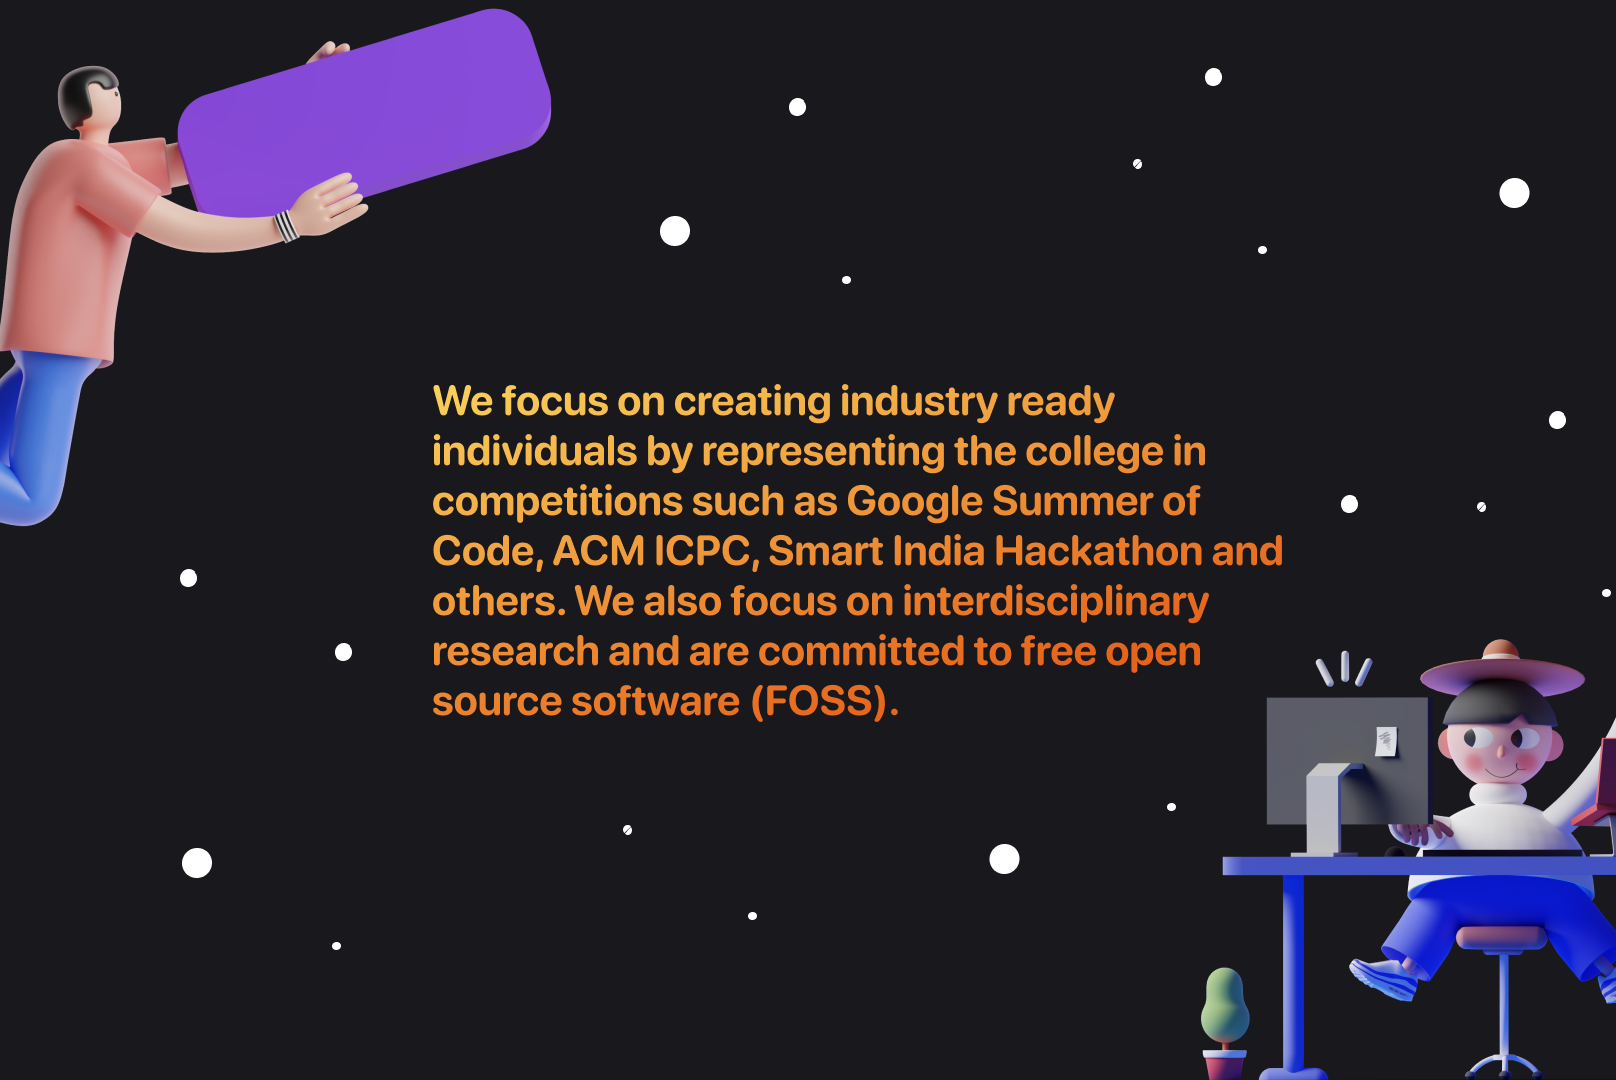 We focus on creating industry ready
individuals by representing the college in
competitions such as Google Summer of
Code, ACM ICPC, Smart India Hackathon and
others. We also focus on interdisciplinary
research and are committed to free open
source software (FOSS).